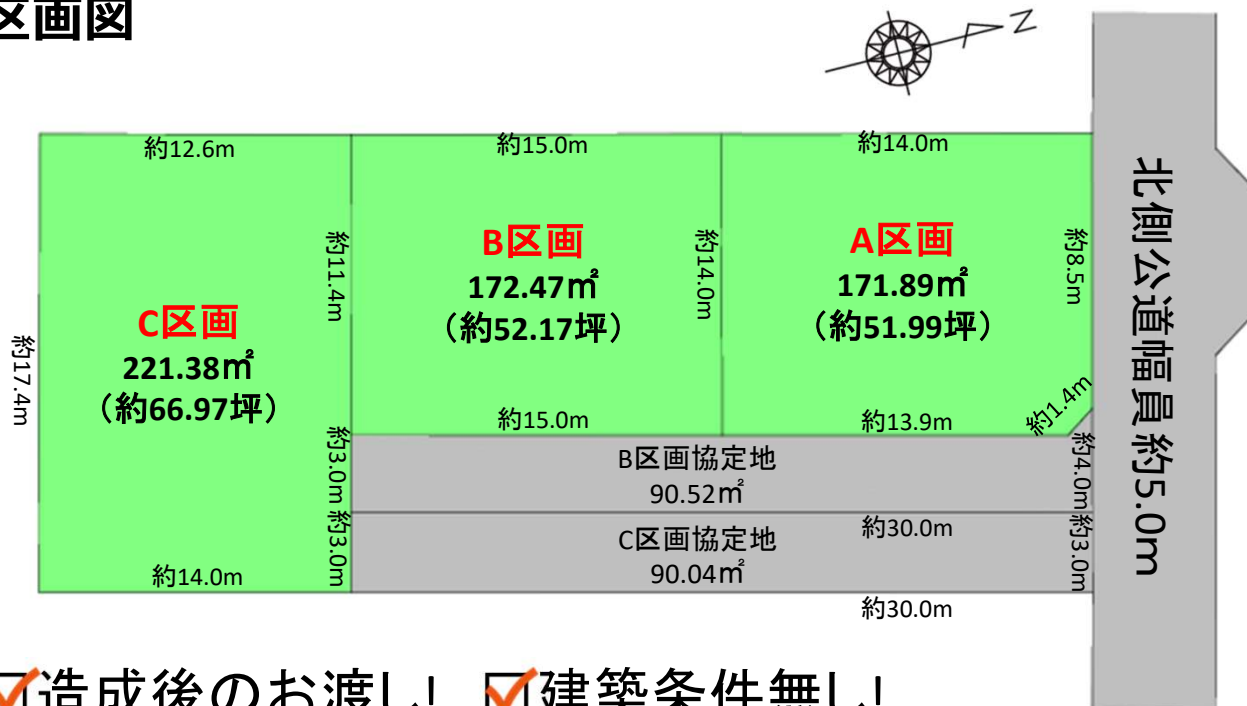 区画図
N
約12.6m
約15.0m
約14.0m
約11.4m
約14.0m
約8.5m
約17.4m
C区画
221.38㎡
（約66.97坪）
B区画
172.47㎡
（約52.17坪）
A区画
171.89㎡
（約51.99坪）
約15.0m
約13.9m
約1.4m
北側公道幅員約5.0m
約3.0m
B区画協定地
90.52㎡
約4.0m
約3.0m
C区画協定地
90.04㎡
約30.0m
約3.0m
約14.0m
約30.0m
造成後のお渡し！ 建築条件無し！